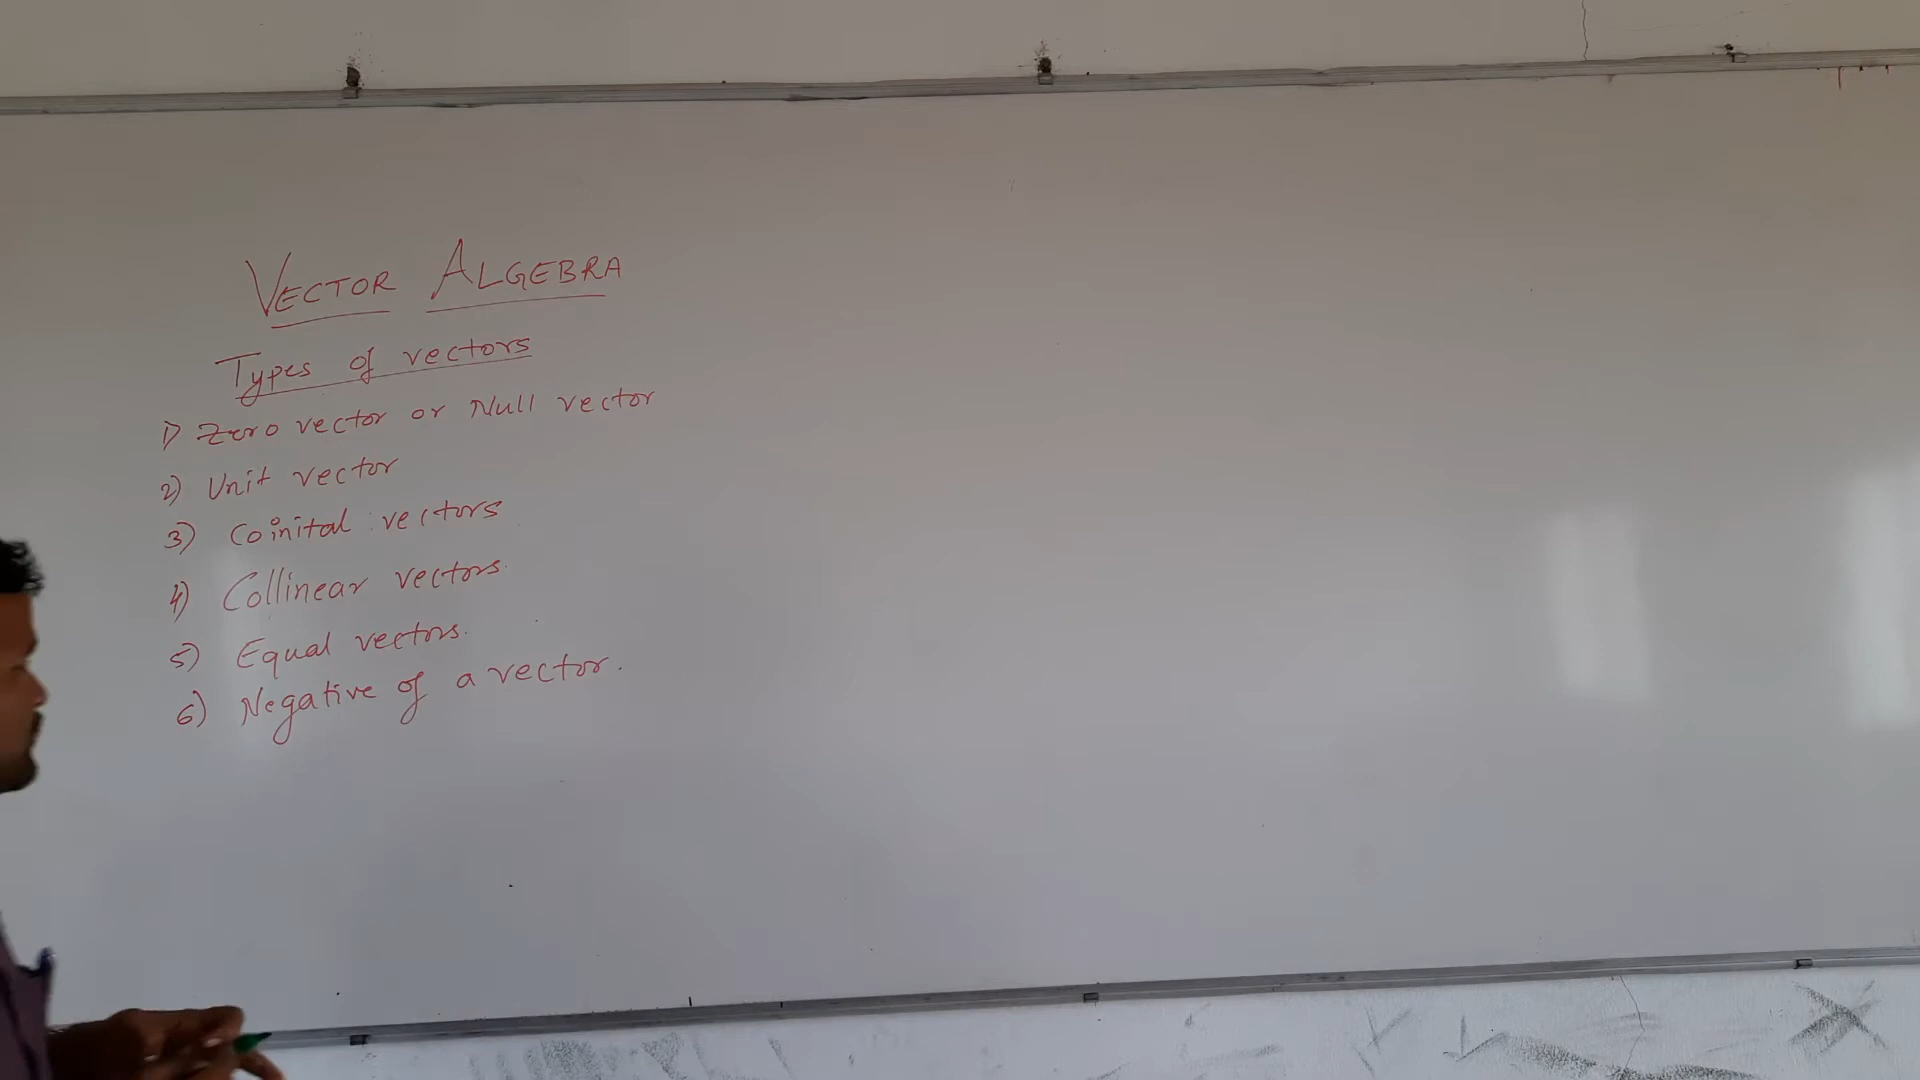 VECTOR ALGEBRA
Types of vectors
1) Zero vector or Null vector
2) Unit vector
3) Coinital vectors
4) Collinear vectors.
5) Equal vectors.
6) Negative of a vector.